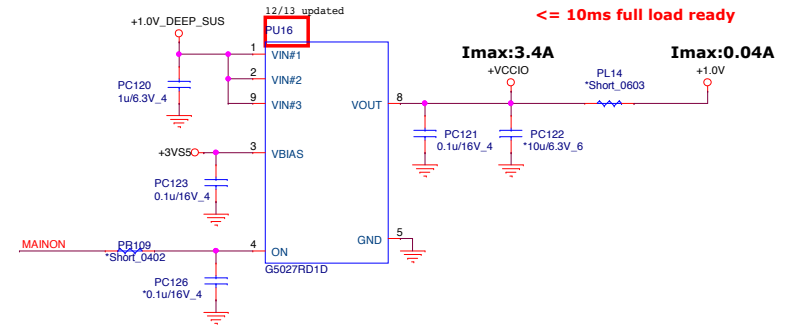 12/13 updated
<= 10ms full load ready
+1.0V_DEEP_SUS
PU16
Imax:3.4A
Imax:0.04A
1
VIN#1
+VCCIO
PL14
+1.0V
2
VIN#2
*Short_0603
PC120
1u/6.3V_4
9
VIN#3
VOUT
8
PC121
0.1u/16V_4
PC122
*10u/6.3V_6
+3VS5
3
VBIAS
PC123
0.1u/16V_4
MAINON
PR109
*Short_0402
4
ON
GND
5
G5027RD1D
PC126
*0.1u/16V_4